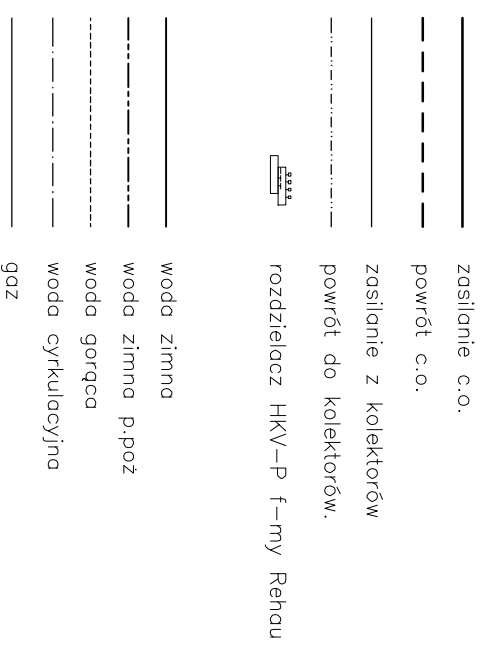 zasilanie c.o.
powrót c.o.
zasilanie z kolektorów
powrót do kolektorów.
rozdzielacz HKV–P f–my Rehau
woda zimna
woda zimna p.poż
woda gorąca
woda cyrkulacyjna
gaz